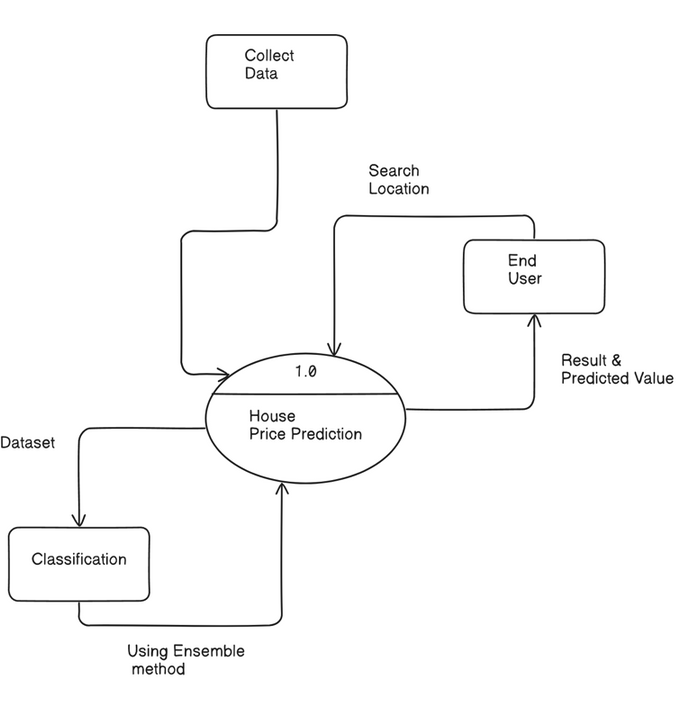 Collect
Data
Search
Location
End
User
Result &
Predicted Value
1.0
House
Price Prediction
Dataset
Classification
Using Ensemble
method